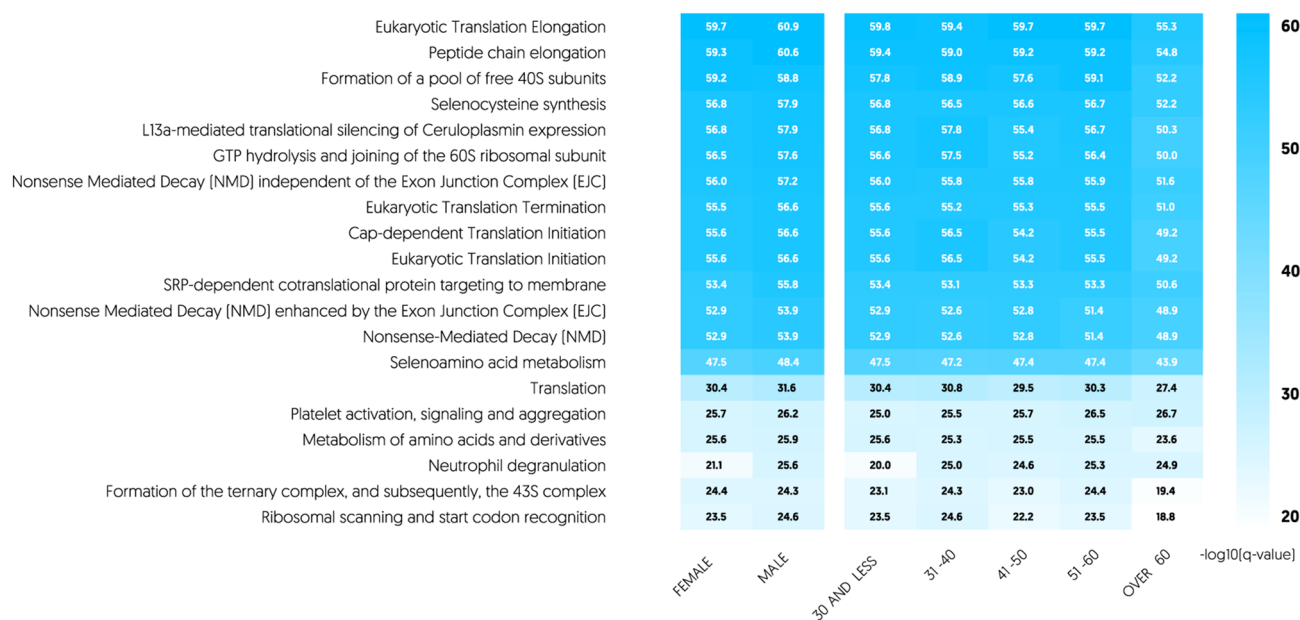 Eukaryotic Translation Elongation 59.7 60.9 59.8 59.4 59.7 59.7 55.3 60
Peptide chain elongation 59.3 60.6 59.4 59.0 59.2 59.2 54.8
Formation of a pool of free 40S subunits 59.2 58.8 57.8 58.9 57.6 59.1 52.2
Selenocysteine synthesis 56.8 57.9 56.8 56.5 56.6 56.7 52.2
L13a-mediated translational silencing of Ceruloplasmin expression 56.8 57.9 56.8 57.8 55.4 56.7 50.3
GTP hydrolysis and joining of the 60S ribosomal subunit 56.5 57.6 56.6 57.5 55.2 56.4 50.0 50
Nonsense Mediated Decay (NMD) independent of the Exon Junction Complex (EJC) 56.0 57.2 56.0 55.8 55.8 55.9 51.6
Eukaryotic Translation Termination 55.5 56.6 55.6 55.2 55.3 55.5 51.0
Cap-dependent Translation Initiation 55.6 56.6 55.6 56.5 54.2 55.5 49.2
Eukaryotic Translation Initiation 55.6 56.6 55.6 56.5 54.2 55.5 49.2
SRP-dependent cotranslational protein targeting to membrane 53.4 55.8 53.4 53.1 53.3 53.3 50.6 40
Nonsense Mediated Decay (NMD) enhanced by the Exon Junction Complex (EJC) 52.9 53.9 52.9 52.6 52.8 51.4 48.9
Nonsense-Mediated Decay (NMD) 52.9 53.9 52.9 52.6 52.8 51.4 48.9
Selenoamino acid metabolism 47.5 48.4 47.5 47.2 47.4 47.4 43.9
Translation 30.4 31.6 30.4 30.8 29.5 30.3 27.4 30
Platelet activation, signaling and aggregation 25.7 26.2 25.0 25.5 25.7 26.5 26.7
Metabolism of amino acids and derivatives 25.6 25.9 25.6 25.3 25.5 25.5 23.6
Neutrophil degranulation 21.1 25.6 20.0 25.0 24.6 25.3 24.9
Formation of the ternary complex, and subsequently, the 43S complex 24.4 24.3 23.1 24.3 23.0 24.4 19.4
Ribosomal scanning and start codon recognition 23.5 24.6 23.5 24.6 22.2 23.5 18.8 20
FEMALE MALE 30 AND LESS 31-40 41-50 51-60 OVER 60 -log10(q-value)